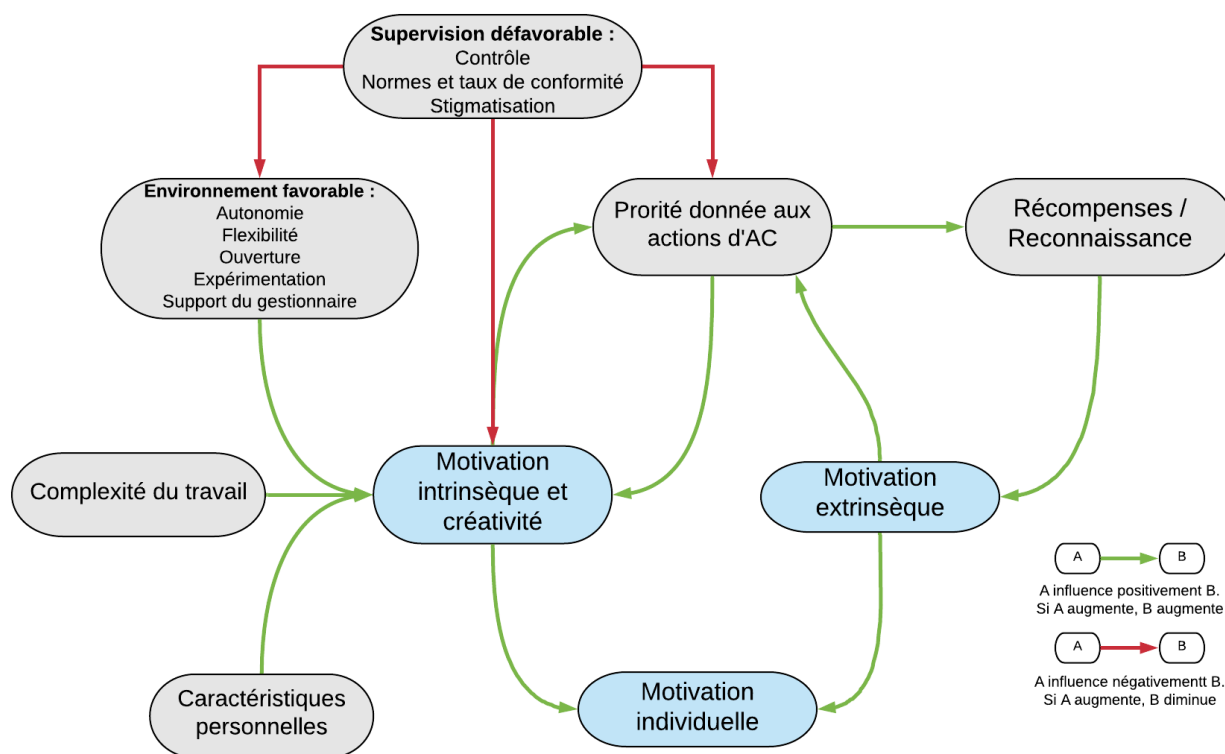 Supervision défavorable :
Contrôle
Normes et taux de conformité
Stigmatisation
Environnement favorable :
Autonomie
Flexibilité
Ouverture
Expérimentation
Support du gestionnaire
Prorité donnée aux
actions d'AC
Récompenses /
Reconnaissance
Complexité du travail
Motivation
intrinsèque et
créativité
Motivation
extrinsèque
Caractéristiques
personnelles
Motivation
individuelle
A
B
A influence positivement B.
Si A augmente, B augmente
A
B
A influence négativementt B.
Si A augmente, B diminue